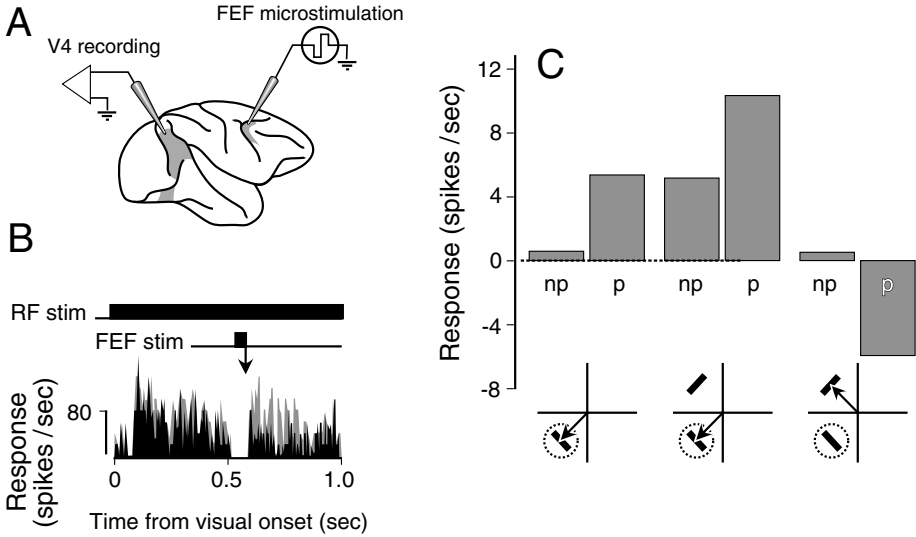 A
FEF microstimulation
V4 recording
B
RF stim
FEF stim
Response
(spikes /sec)
80
0
0.5
1.0
Time from visual onset (sec)
C
Response (spikes /sec)
12
8
4
0
-4
-8
np
p
np
p
np
p